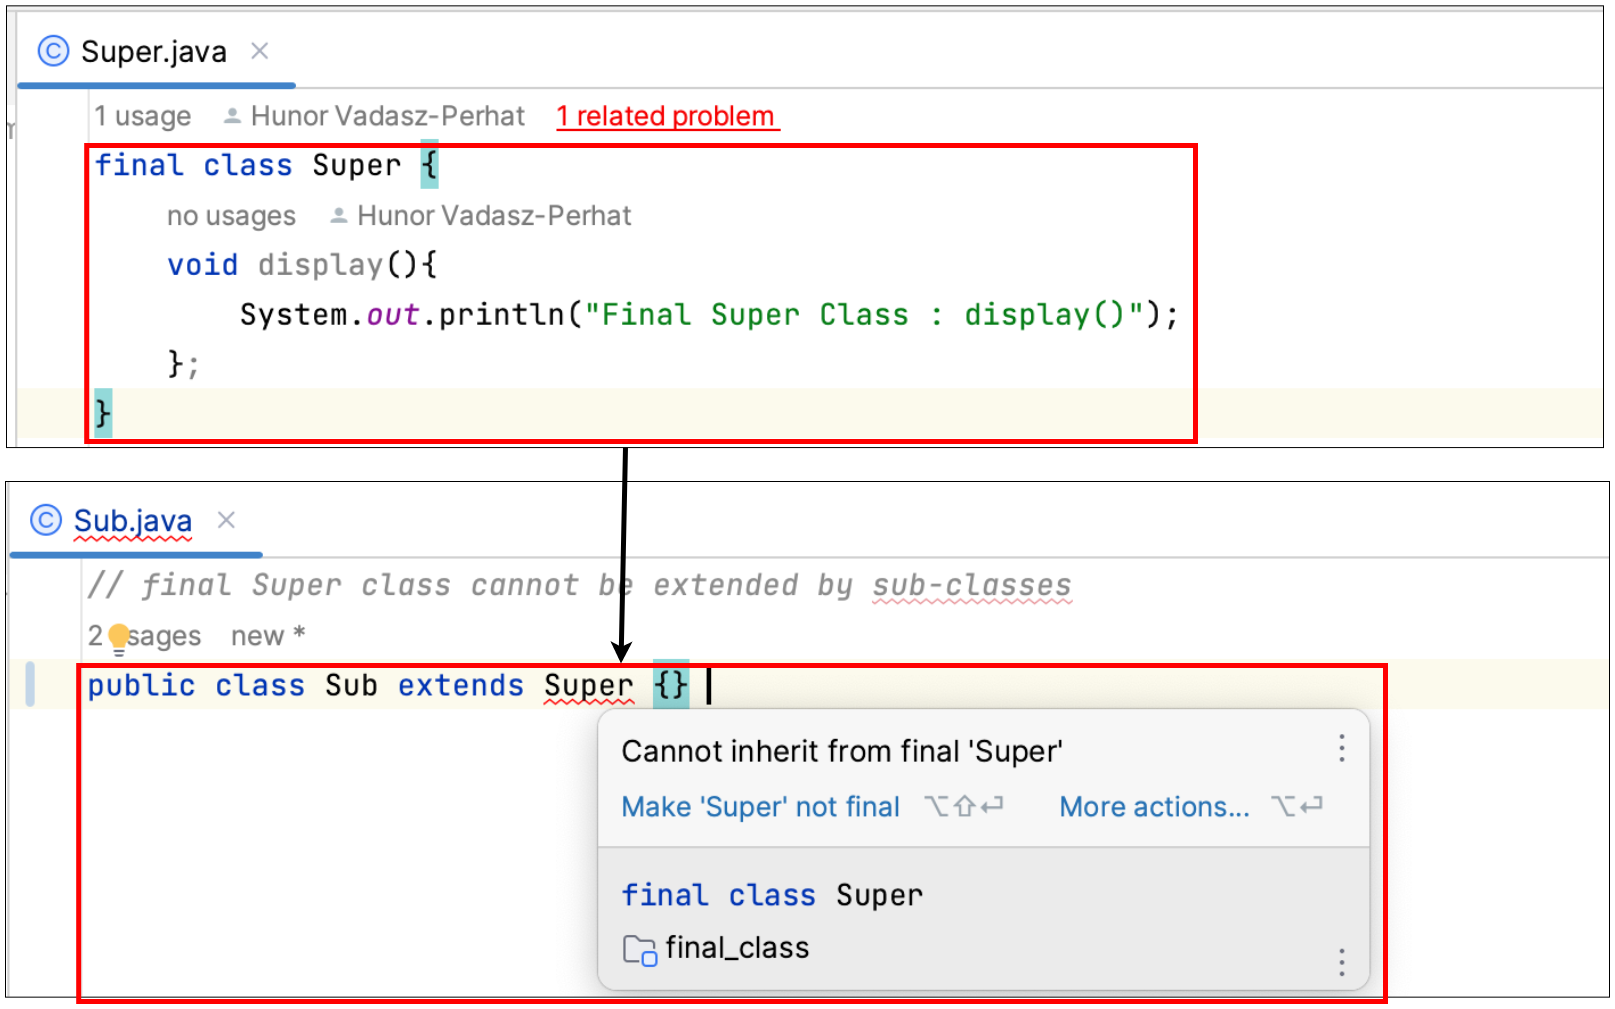 Super.java
1 usage Hunor Vadasz-Perhat 1 related problem
final class Super {
no usages Hunor Vadasz-Perhat
void display(){
System.out.println("Final Super Class : display()");
};
}
Sub.java
// final Super class cannot be extended by sub-classes
2 sages new *
public class Sub extends Super {}
Cannot inherit from final 'Super'
Make 'Super' not final ⌥⇧⏎ More actions... ⌥⏎
final class Super
final_class